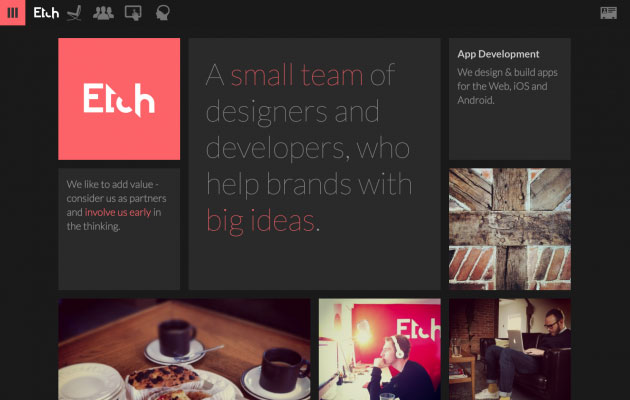 Etch
Etch
A small team of
designers and
developers, who
help brands with
big ideas.
App Development
We design & build apps
for the Web, iOS and
Android.
We like to add value -
consider us as partners
and involve us early in
the thinking.
Etch